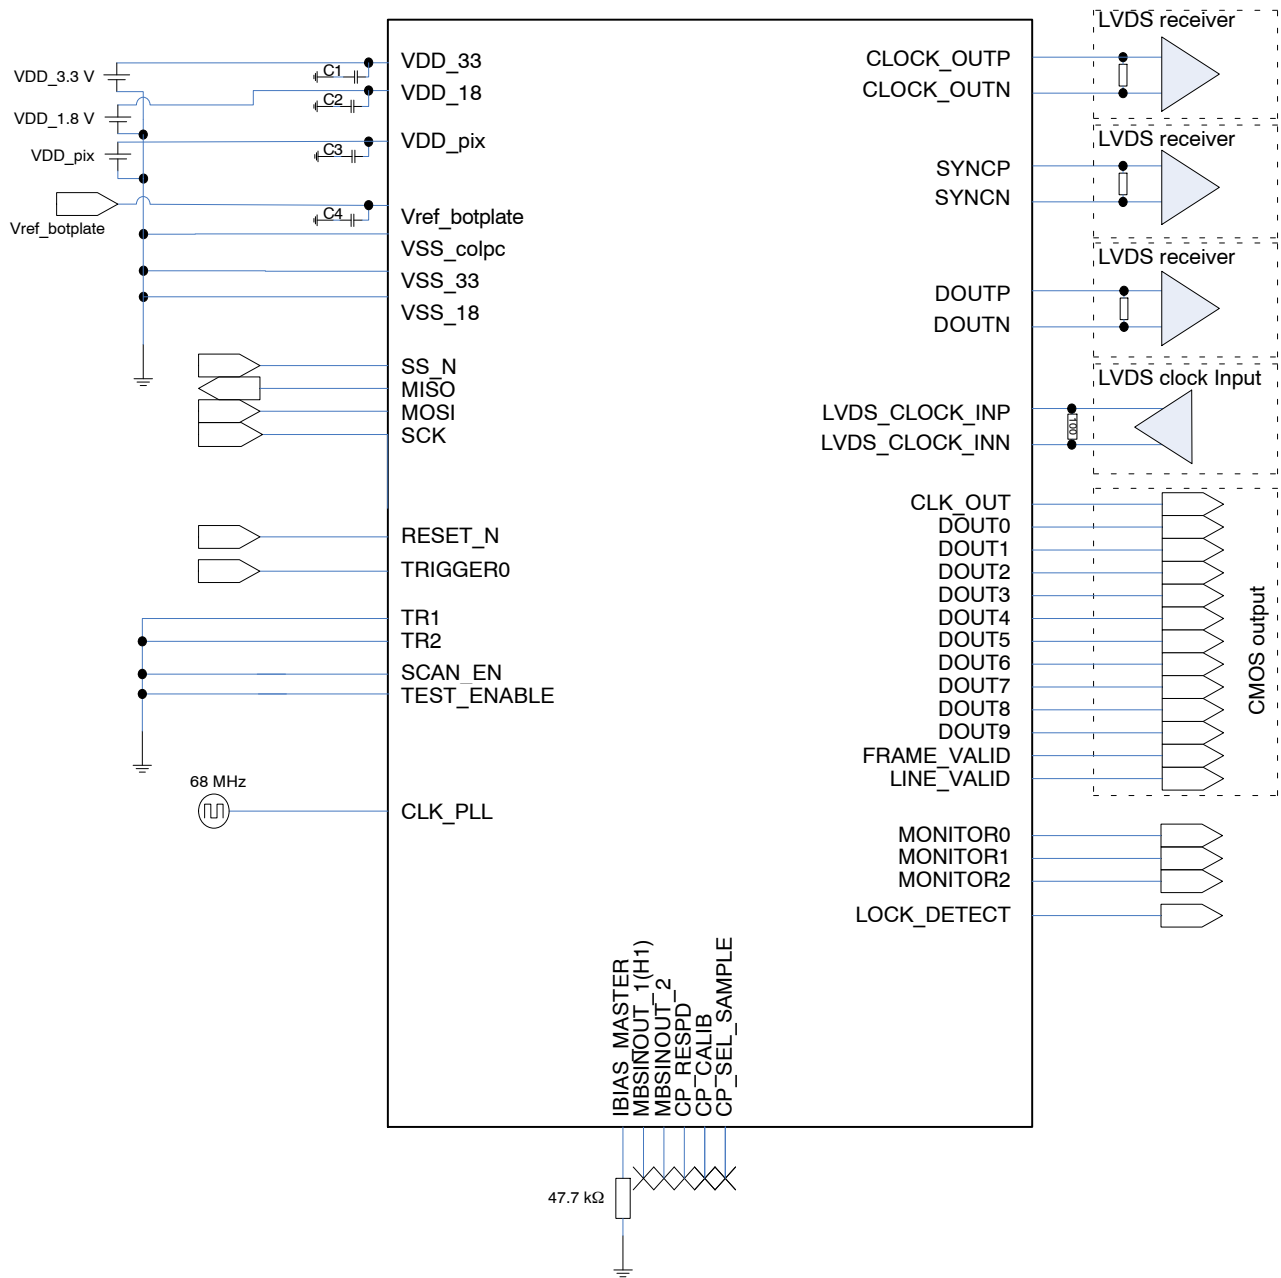 VDD_3.3 V
VDD_1.8 V
VDD_pix
Vref_botplate
C1
C2
C3
C4
VDD_33
VDD_18
VDD_pix
Vref_botplate
VSS_colpc
VSS_33
VSS_18
SS_N
MISO
MOSI
SCK
RESET_N
TRIGGER0
TR1
TR2
SCAN_EN
TEST_ENABLE
68 MHz
CLK_PLL
CLOCK_OUTP
CLOCK_OUTN
SYNCP
SYNCN
DOUTP
DOUTN
LVDS_CLOCK_INP
LVDS_CLOCK_INN
CLK_OUT
DOUT0
DOUT1
DOUT2
DOUT3
DOUT4
DOUT5
DOUT6
DOUT7
DOUT8
DOUT9
FRAME_VALID
LINE_VALID
MONITOR0
MONITOR1
MONITOR2
LOCK_DETECT
LVDS receiver
LVDS receiver
LVDS receiver
LVDS clock Input
100
CMOS output
IBIAS_MASTER
MBSINOUT_1(H1)
MBSINOUT_2
CP_RESPD_
CP_CALIB
CP_SEL_SAMPLE
47.7 kΩ